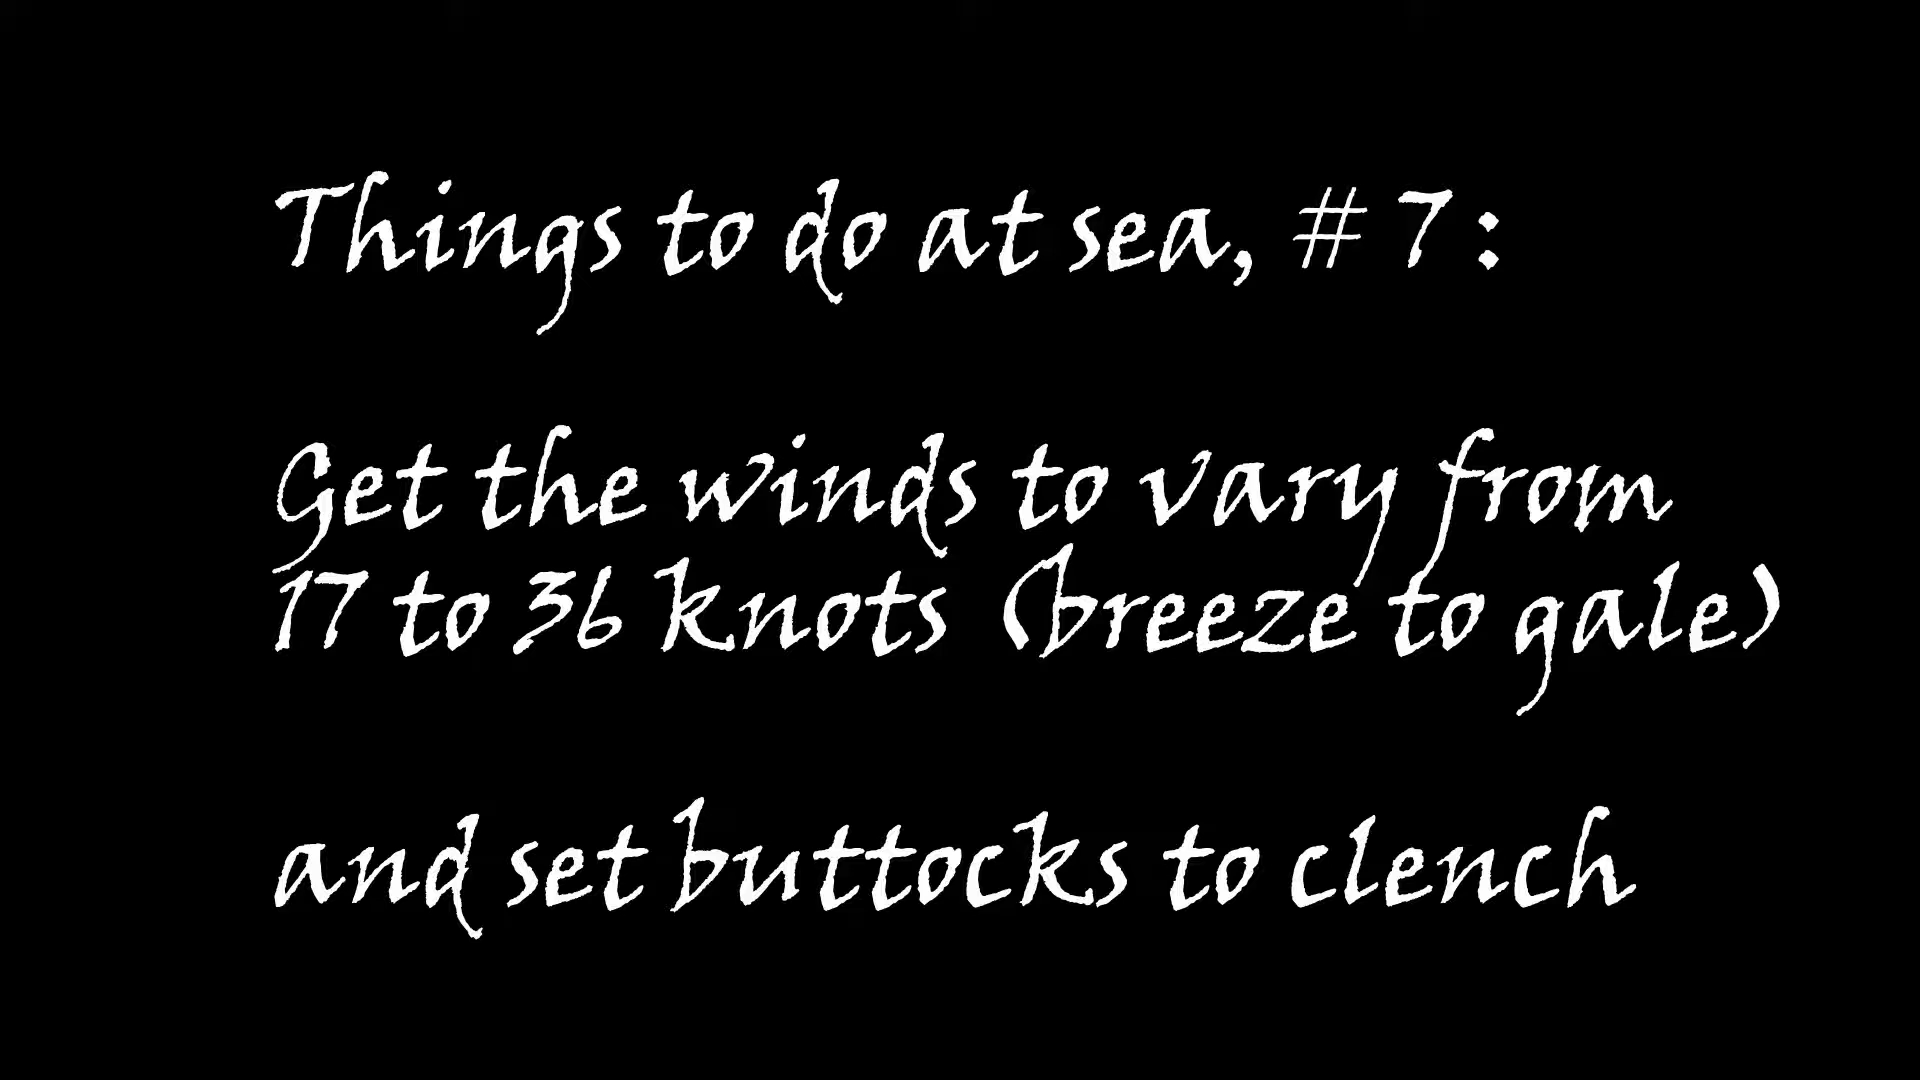 Things to do at sea, # 7 :
Get the winds to vary from
17 to 36 knots (breeze to gale)
and set buttocks to clench